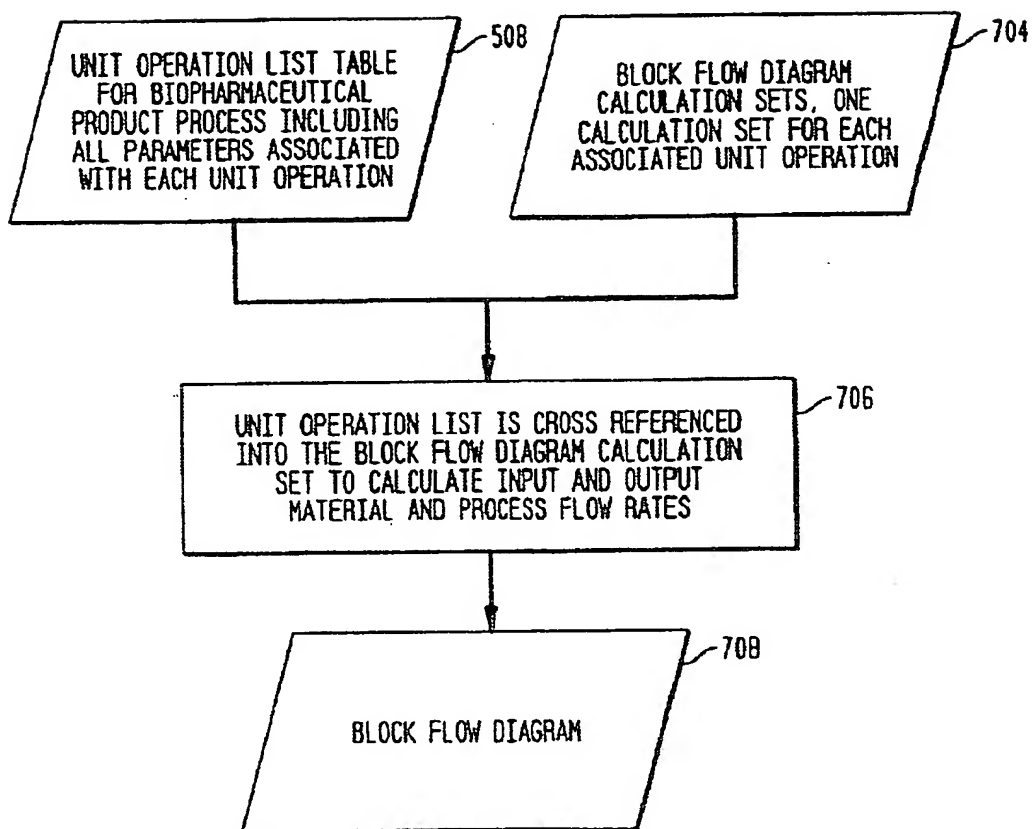 UNIT OPERATION LIST TABLE
FOR BIOPHARMACEUTICAL
PRODUCT PROCESS INCLUDING
ALL PARAMETERS ASSOCIATED
WITH EACH UNIT OPERATION
508
BLOCK FLOW DIAGRAM
CALCULATION SETS, ONE
CALCULATION SET FOR EACH
ASSOCIATED UNIT OPERATION
704
UNIT OPERATION LIST IS CROSS REFERENCED
INTO THE BLOCK FLOW DIAGRAM CALCULATION
SET TO CALCULATE INPUT AND OUTPUT
MATERIAL AND PROCESS FLOW RATES
706
BLOCK FLOW DIAGRAM
708